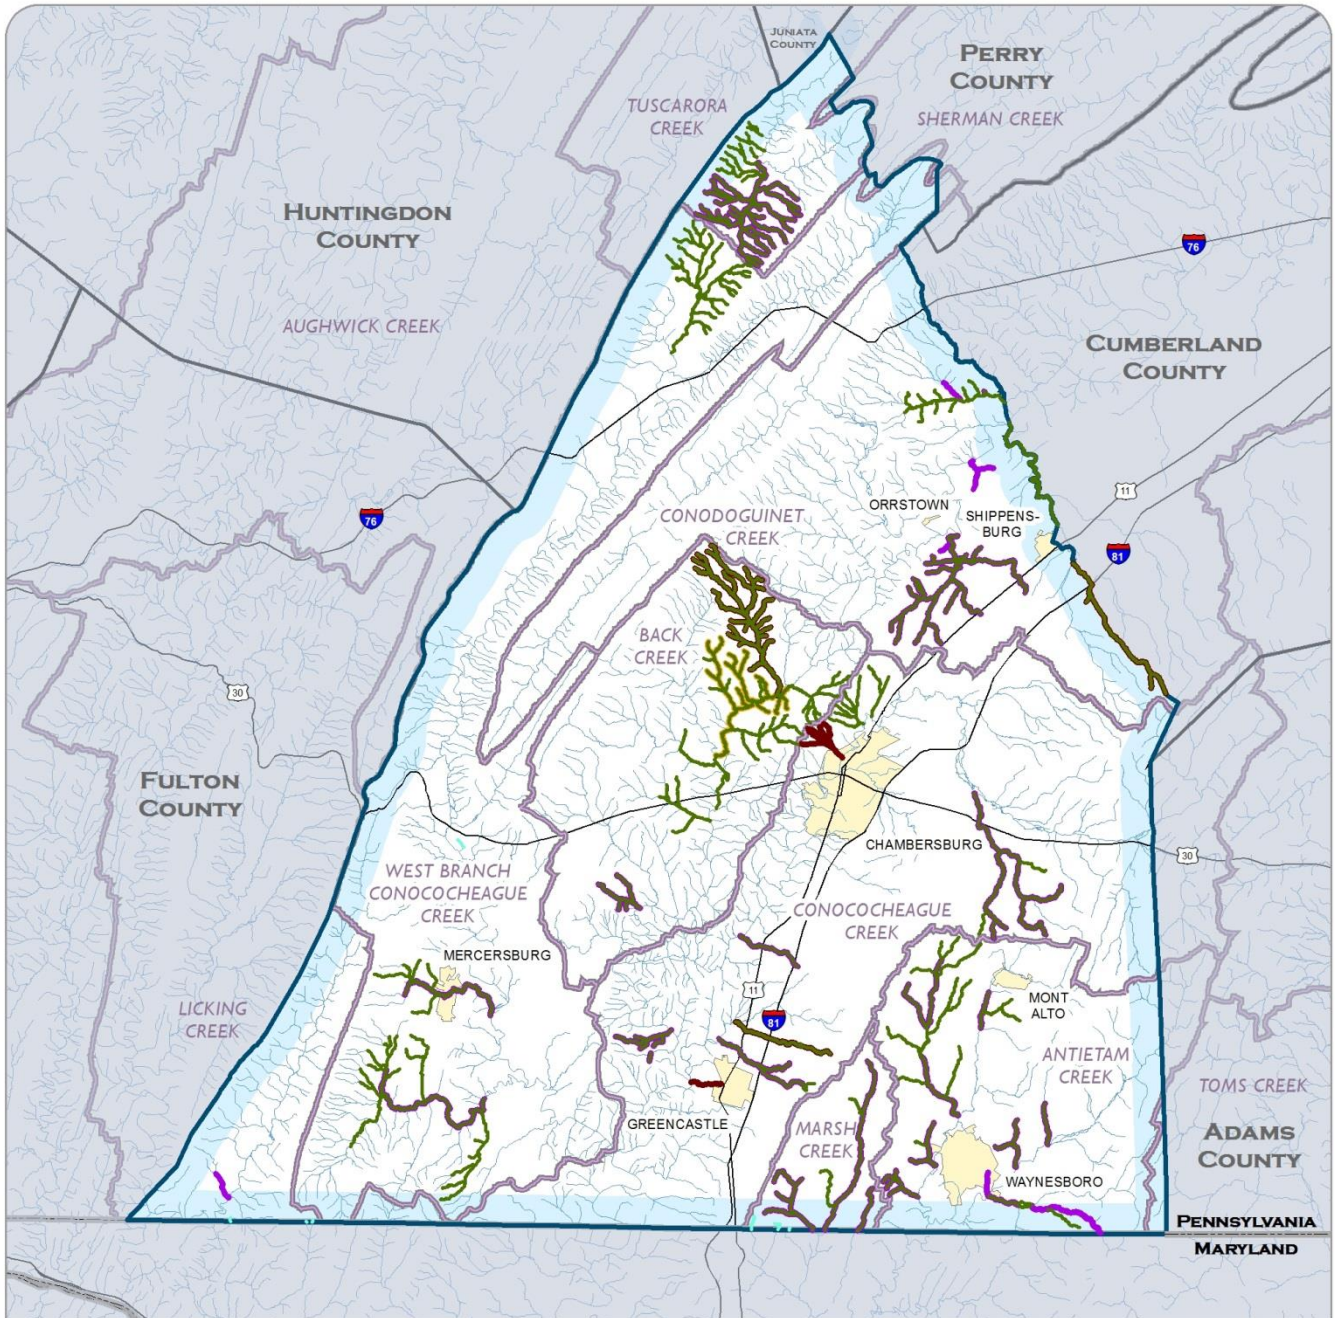 JUNIATA
COUNTY
PERRY
COUNTY
TUSCARORA
CREEK
SHERMAN CREEK
HUNTINGDON
COUNTY
76
AUGHWICK CREEK
CUMBERLAND
COUNTY
11
76
ORRSTOWN
SHIPPENS-
BURG
CONODOGUINET
CREEK
81
BACK
CREEK
30
FULTON
COUNTY
CHAMBERSBURG
30
WEST BRANCH
CONOCOCHEAGUE
CREEK
CONOCOCHEAGUE
CREEK
MERCERSBURG
11
MONT
ALTO
LICKING
CREEK
81
ANTIETAM
CREEK
TOMS CREEK
GREENCASTLE
MARSH
CREEK
ADAMS
COUNTY
WAYNESBORO
PENNSYLVANIA
MARYLAND